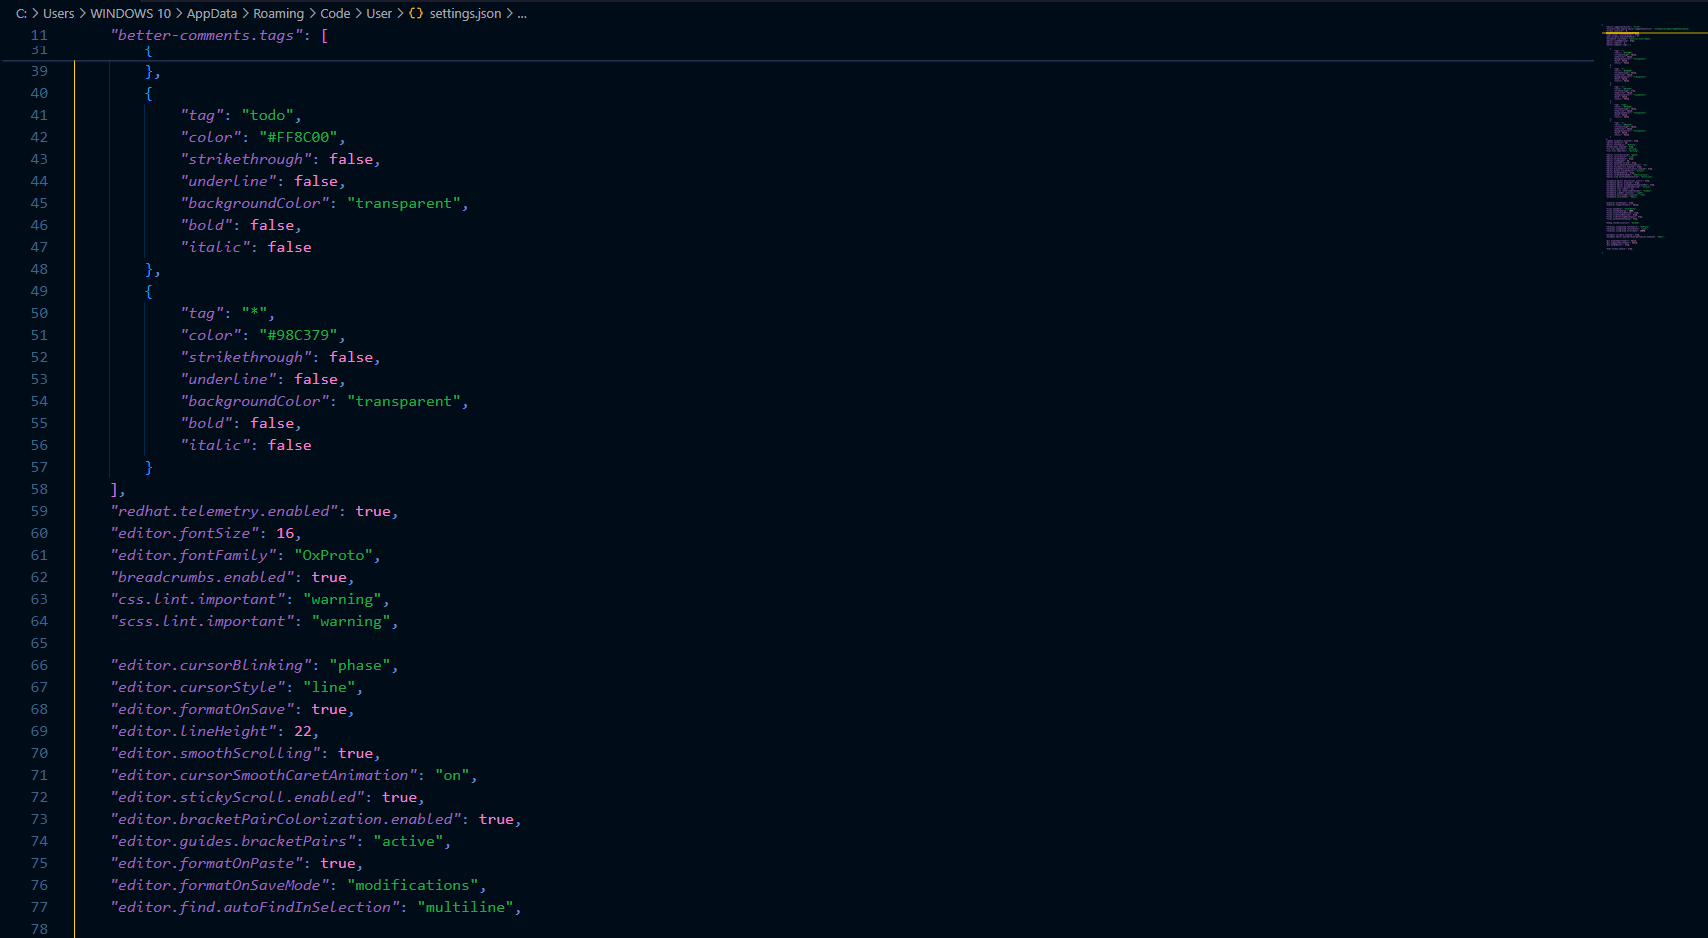 C: > Users > WINDOWS 10 > AppData > Roaming > Code > User > {} settings.json > ...
11 "better-comments.tags": [
31 {
39 },
40 {
41 "tag": "todo",
42 "color": "#FF8C00",
43 "strikethrough": false,
44 "underline": false,
45 "backgroundColor": "transparent",
46 "bold": false,
47 "italic": false
48 },
49 {
50 "tag": "*",
51 "color": "#98C379",
52 "strikethrough": false,
53 "underline": false,
54 "backgroundColor": "transparent",
55 "bold": false,
56 "italic": false
57 }
58 ],
59 "redhat.telemetry.enabled": true,
60 "editor.fontSize": 16,
61 "editor.fontFamily": "0xProto",
62 "breadcrumbs.enabled": true,
63 "css.lint.important": "warning",
64 "scss.lint.important": "warning",
65
66 "editor.cursorBlinking": "phase",
67 "editor.cursorStyle": "line",
68 "editor.formatOnSave": true,
69 "editor.lineHeight": 22,
70 "editor.smoothScrolling": true,
71 "editor.cursorSmoothCaretAnimation": "on",
72 "editor.stickyScroll.enabled": true,
73 "editor.bracketPairColorization.enabled": true,
74 "editor.guides.bracketPairs": "active",
75 "editor.formatOnPaste": true,
76 "editor.formatOnSaveMode": "modifications",
77 "editor.find.autoFindInSelection": "multiline",
78